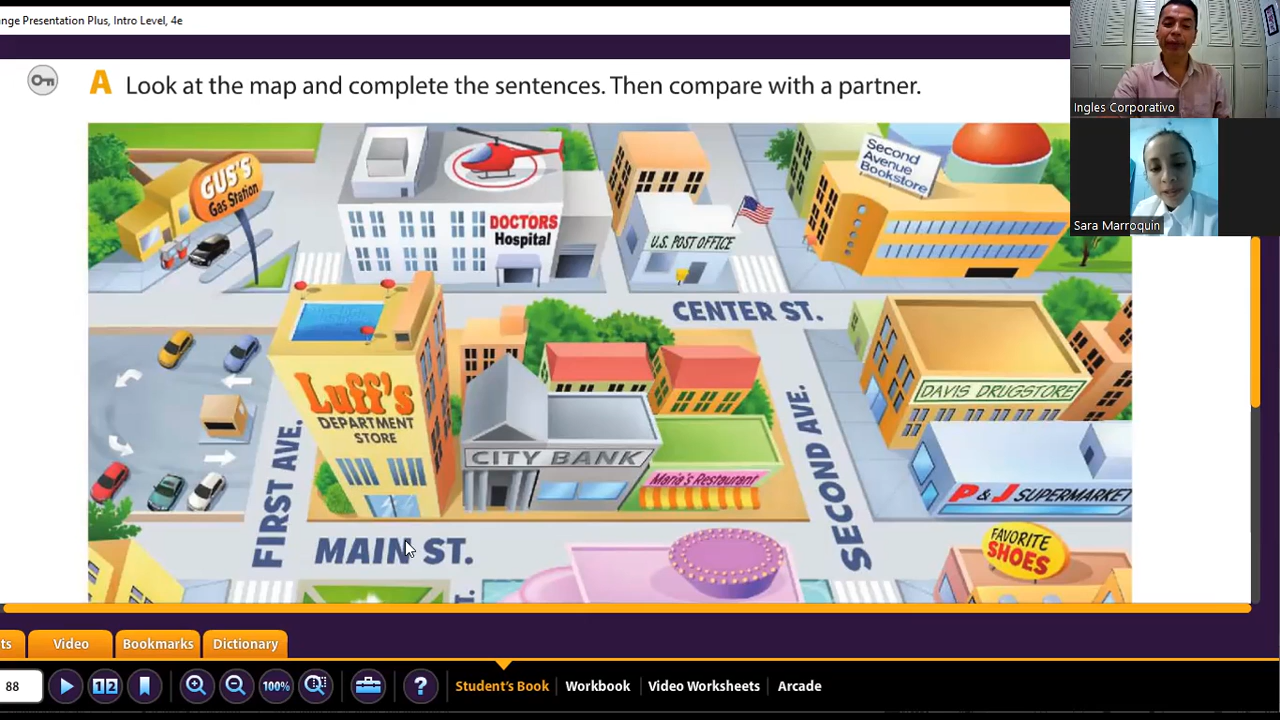 nge Presentation Plus, Intro Level, 4e
A Look at the map and complete the sentences. Then compare with a partner.
Ingles Corporativo
Sara Marroquin
GUS'S
Gas Station
DOCTORS
Hospital
U.S. POST OFFICE
Second
Avenue
Bookstore
CENTER ST.
Luff's
DEPARTMENT
STORE
CITY BANK
Maria's Restaurant
DAVIS DRUGSTORE
P & J SUPERMARKET
FIRST AVE.
SECOND AVE.
MAIN ST.
FAVORITE
SHOES
T.
ts
Video
Bookmarks
Dictionary
88
12
100%
?
Student's Book
Workbook
Video Worksheets
Arcade